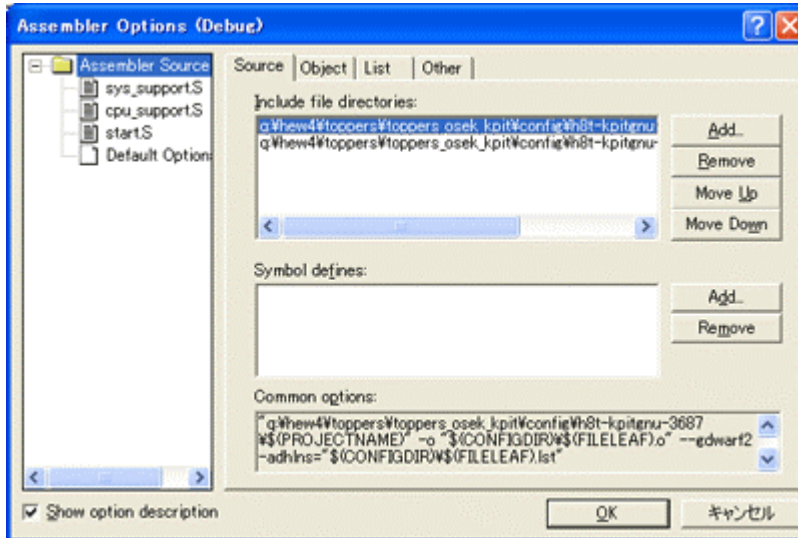 Assembler Options (Debug)
Assembler Source
sys_support.S
cpu_support.S
start.S
Default Option
Source
Object
List
Other
Include file directories:
q:¥hew4¥toppers¥toppers_osek_kpit¥config¥h8t-kpitgnu
q:¥hew4¥toppers¥toppers_osek_kpit¥config¥h8t-kpitgnu-
Add...
Remove
Move Up
Move Down
Symbol defines:
Add...
Remove
Common options:
"q:¥hew4¥toppers¥toppers_osek_kpit¥config¥h8t-kpitgnu-3687
¥$(PROJECTNAME)" -o "$(CONFIGDIR)¥$(FILELEAF).o" --gdwarf2
-adhlns="$(CONFIGDIR)¥$(FILELEAF).lst"
Show option description
OK
キャンセル